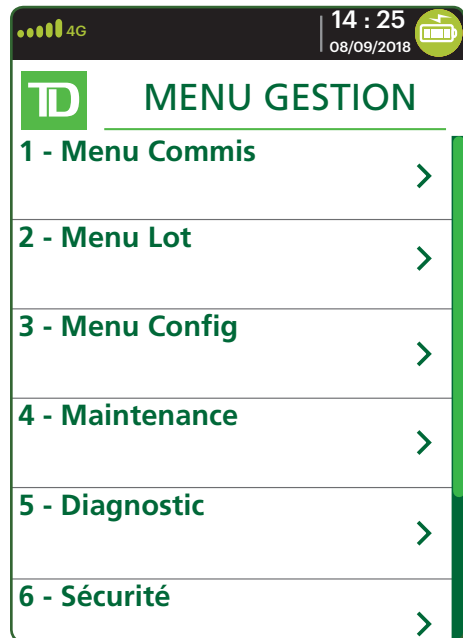 4G
14 : 25
08/09/2018
TD
MENU GESTION
1 - Menu Commis
2 - Menu Lot
3 - Menu Config
4 - Maintenance
5 - Diagnostic
6 - Sécurité